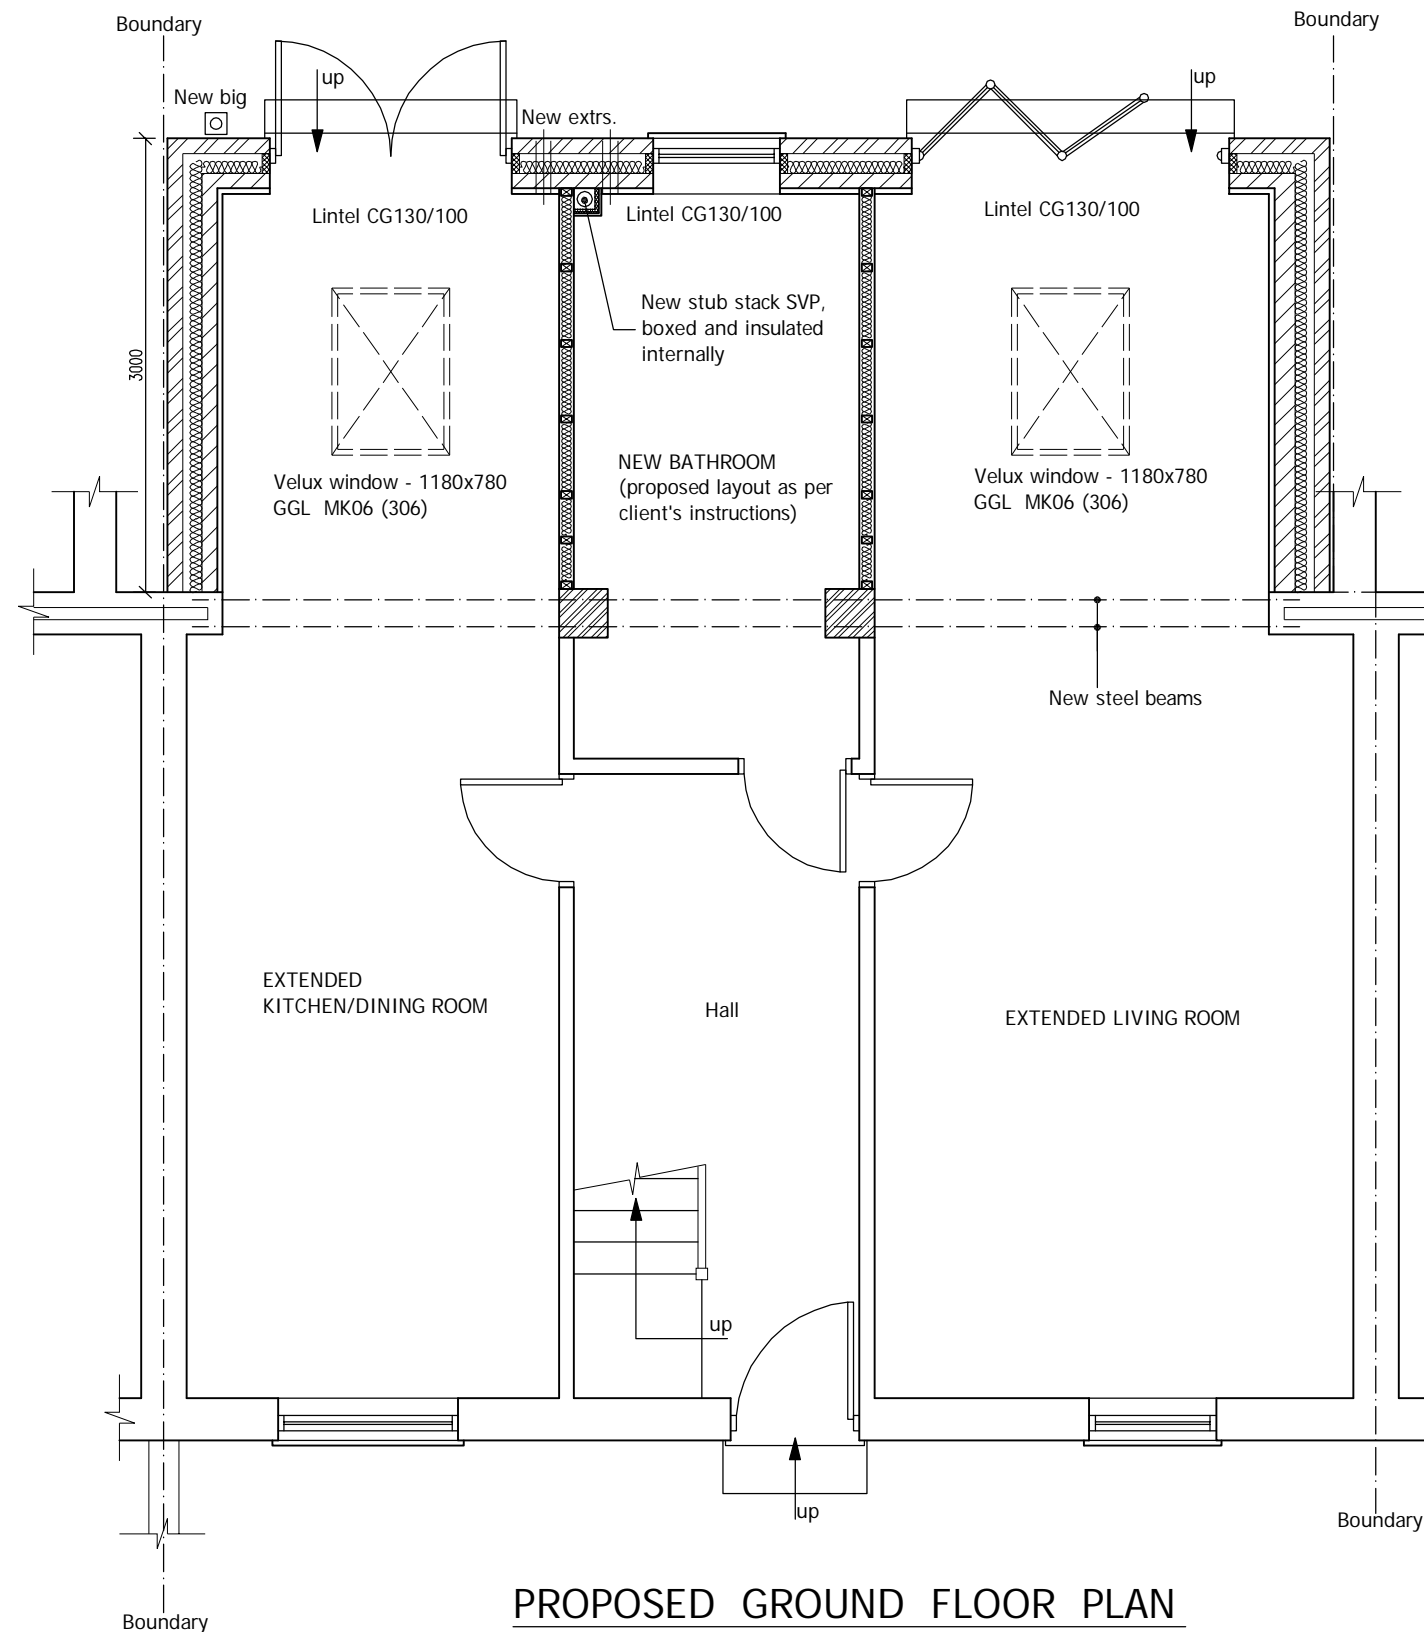 Boundary
Boundary
up
up
New big
New extrs.
Lintel CG130/100
Lintel CG130/100
Lintel CG130/100
New stub stack SVP,
boxed and insulated
internally
3000
NEW BATHROOM
(proposed layout as per
client's instructions)
Velux window - 1180x780
GGL MK06 (306)
Velux window - 1180x780
GGL MK06 (306)
New steel beams
EXTENDED
KITCHEN/DINING ROOM
Hall
EXTENDED LIVING ROOM
up
up
Boundary
Boundary
PROPOSED GROUND FLOOR PLAN